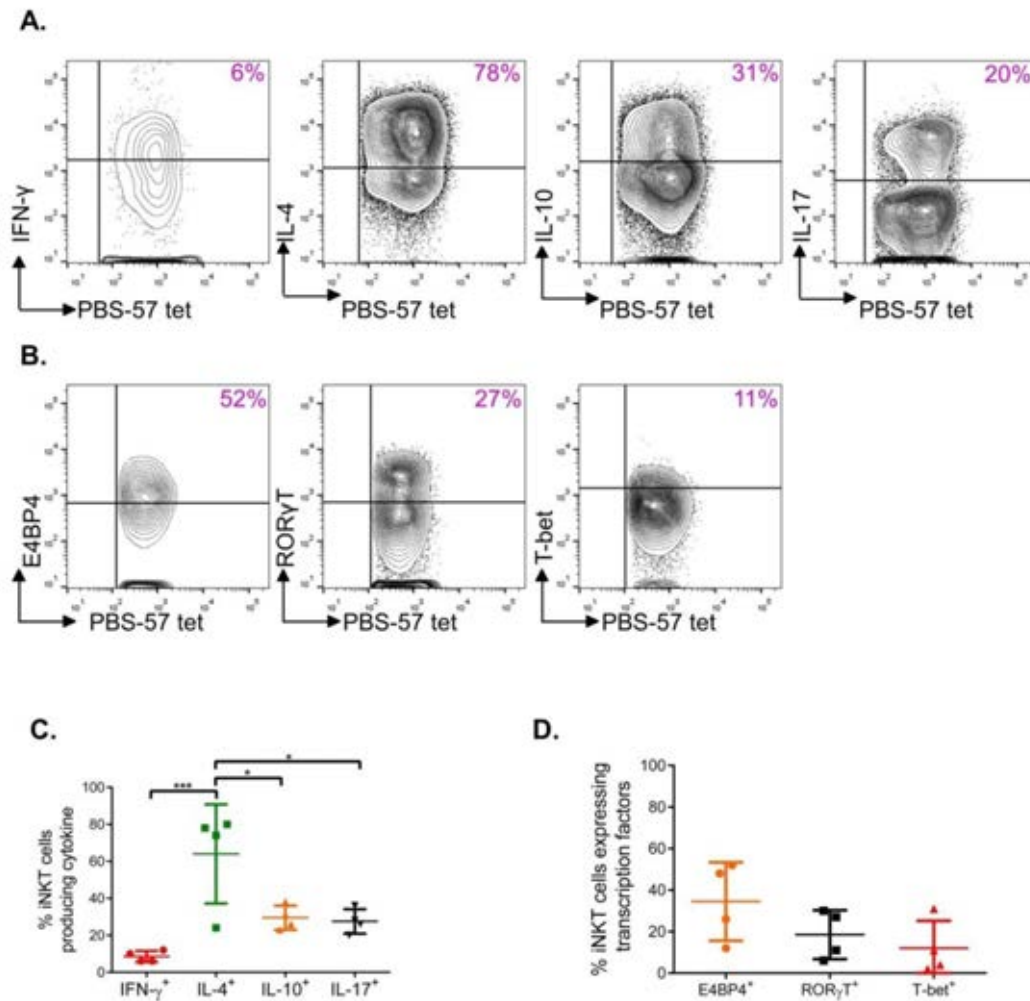 A.
6%
78%
31%
20%
IFN-γ
IL-4
IL-10
IL-17
PBS-57 tet
PBS-57 tet
PBS-57 tet
PBS-57 tet
B.
52%
27%
11%
E4BP4
RORγT
T-bet
PBS-57 tet
PBS-57 tet
PBS-57 tet
C.
***
*
*
% iNKT cells
producing cytokine
100
80
60
40
20
0
IFN-γ⁺ IL-4⁺ IL-10⁺ IL-17⁺
D.
% iNKT cells expressing
transcription factors
100
80
60
40
20
0
E4BP4⁺ RORγT⁺ T-bet⁺